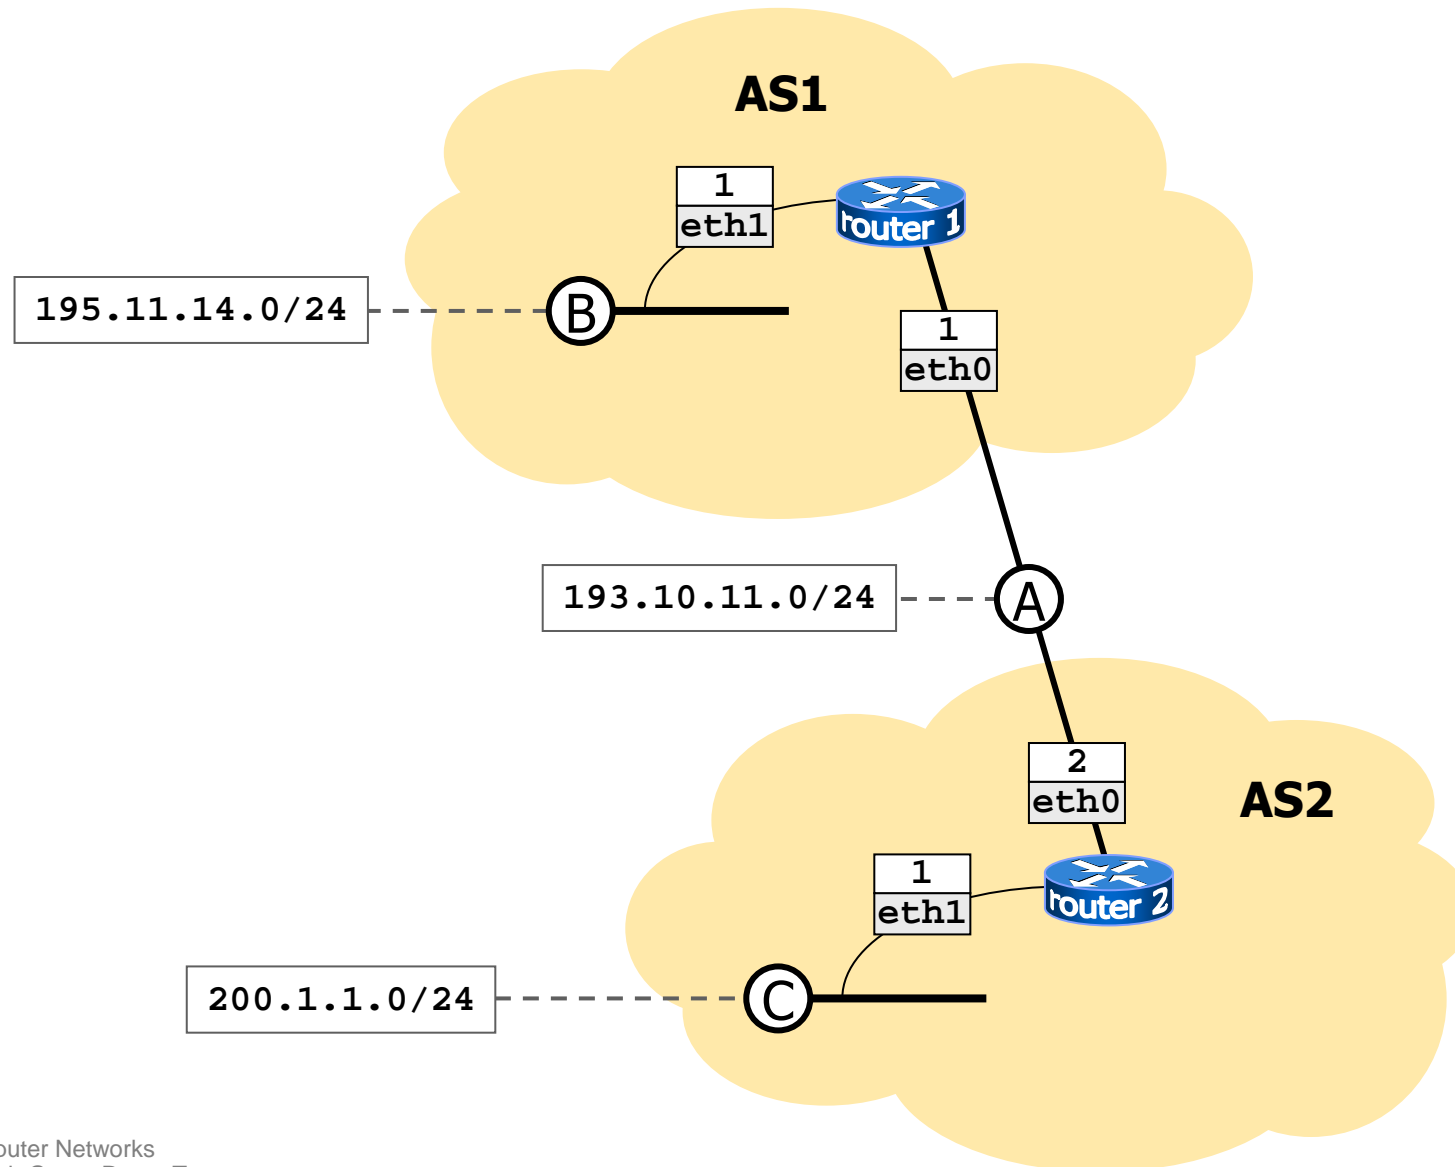 AS1
1
eth1
router 1
195.11.14.0/24
B
1
eth0
193.10.11.0/24
A
2
eth0
AS2
1
eth1
router 2
200.1.1.0/24
C
Networks